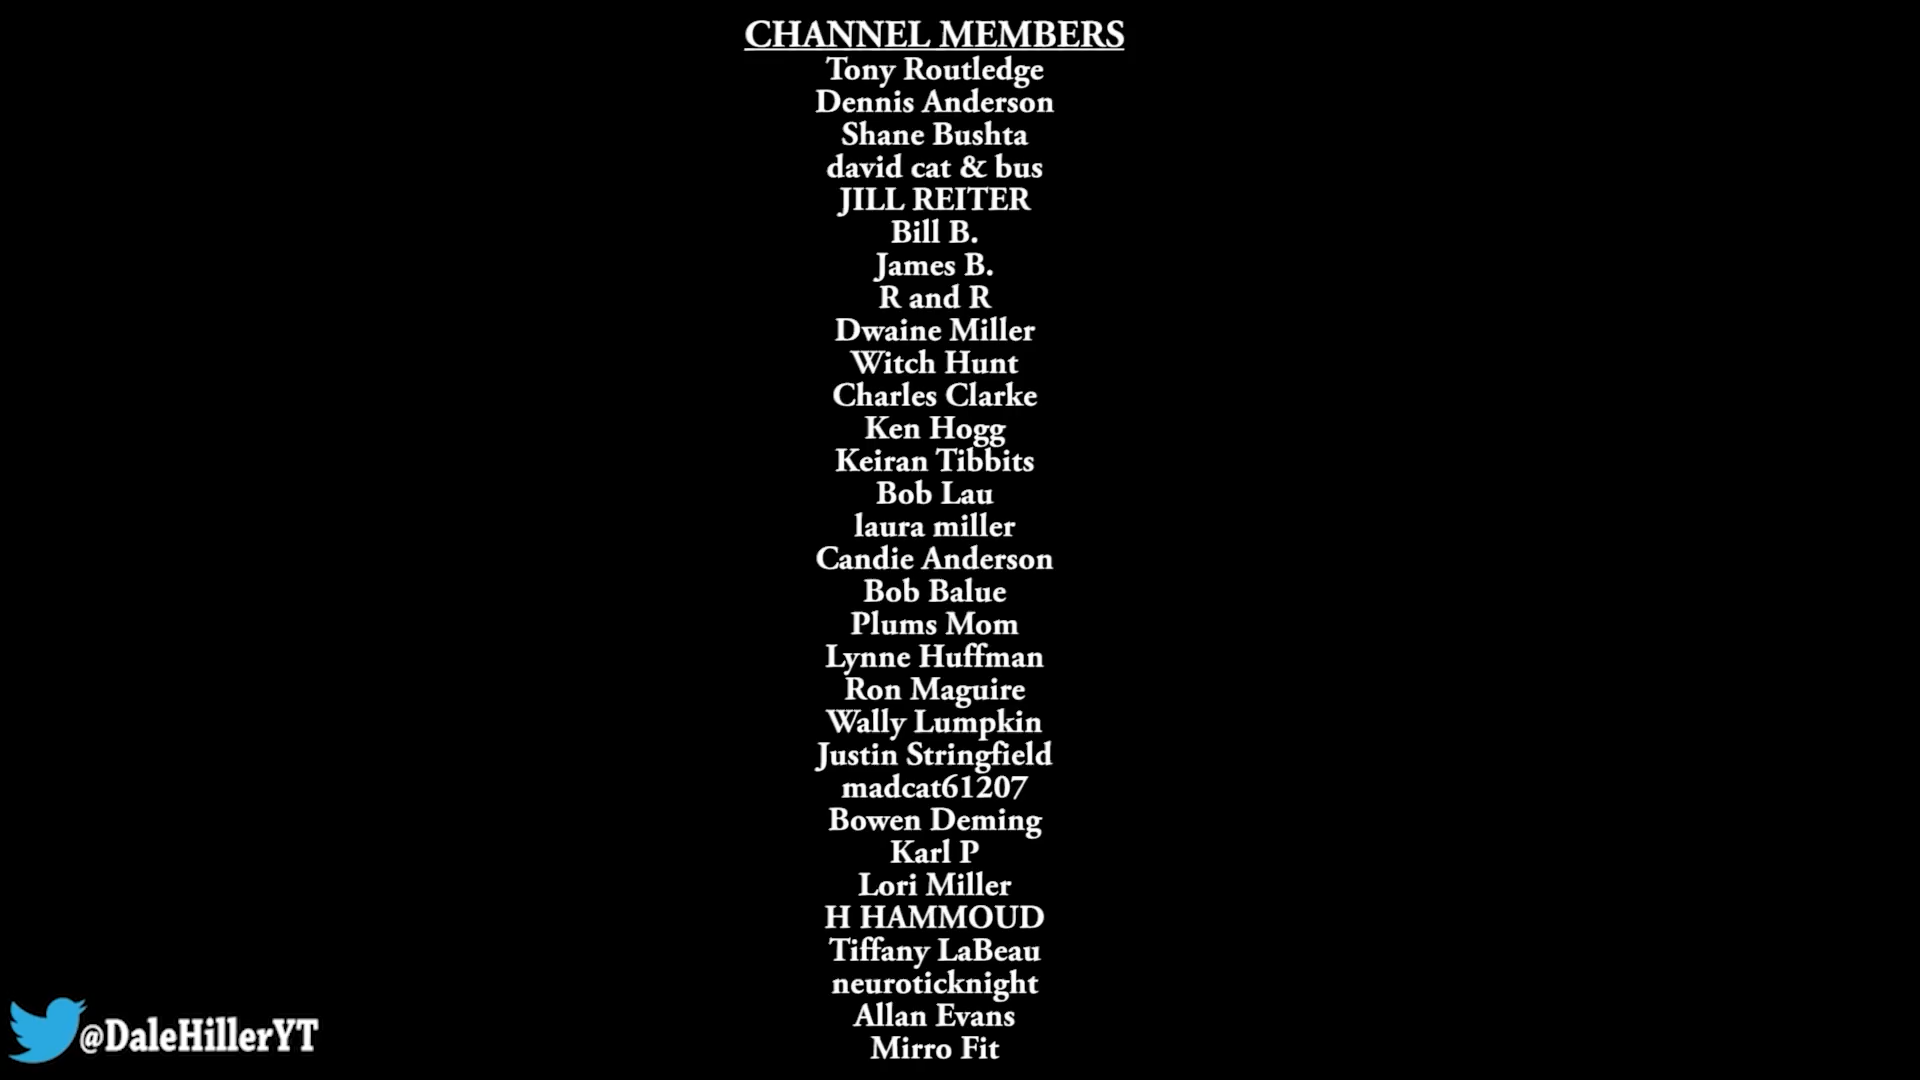 CHANNEL MEMBERS
Tony Routledge
Dennis Anderson
Shane Bushta
david cat & bus
JILL REITER
Bill B.
James B.
R and R
Dwaine Miller
Witch Hunt
Charles Clarke
Ken Hogg
Keiran Tibbits
Bob Lau
laura miller
Candie Anderson
Bob Balue
Plums Mom
Lynne Huffman
Ron Maguire
Wally Lumpkin
Justin Stringfield
madcat61207
Bowen Deming
Karl P
Lori Miller
H HAMMOUD
Tiffany LaBeau
neuroticknight
Allan Evans
Mirro Fit
@DaleHillerYT